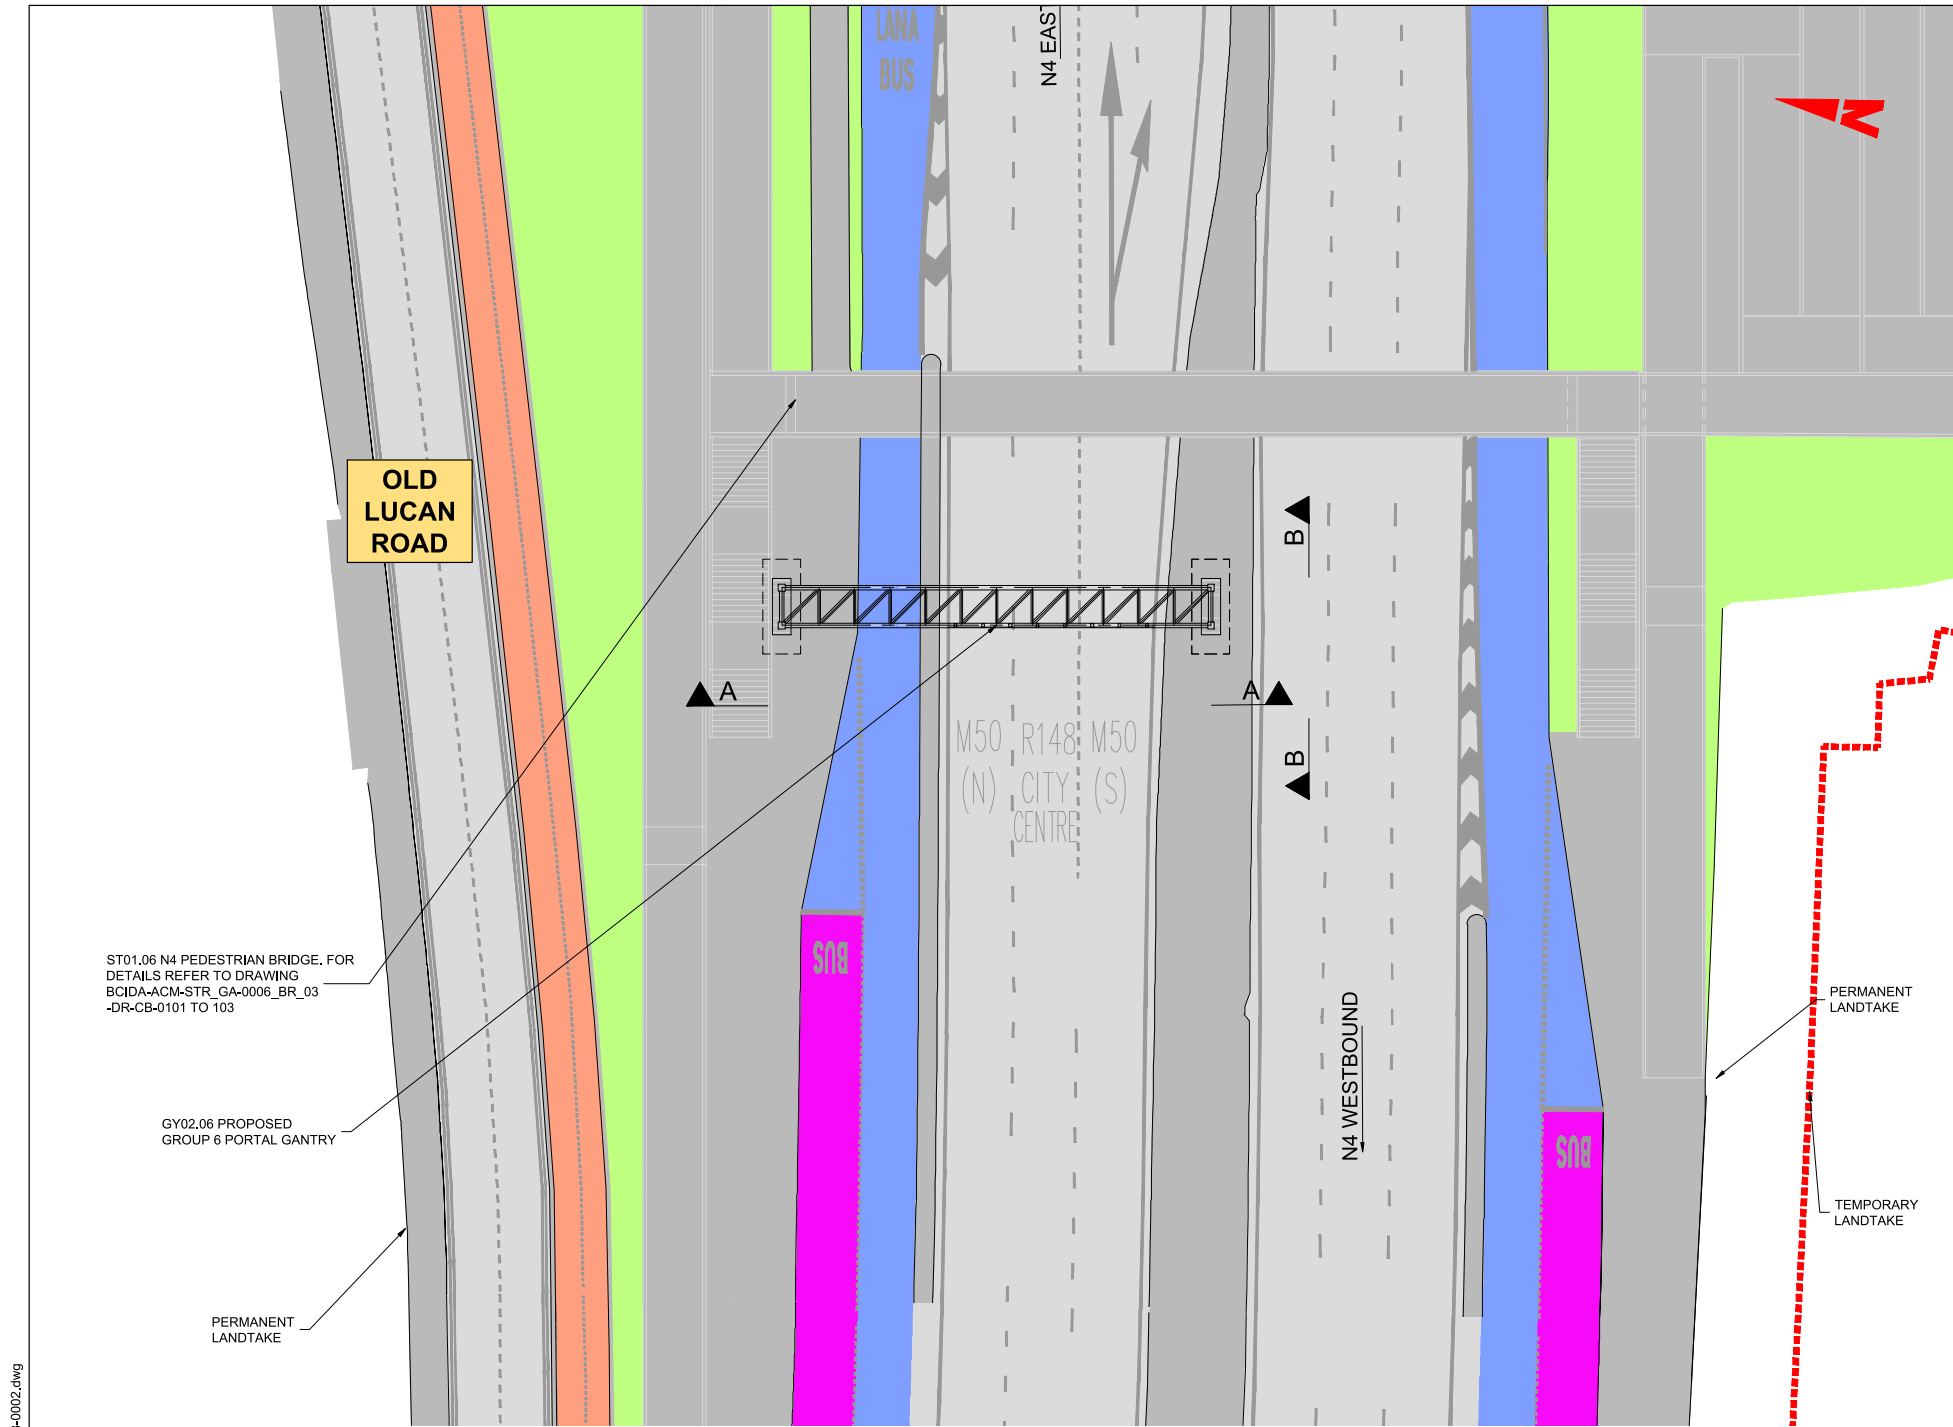 LANA
BUS
N4 EAST
N
OLD
LUCAN
ROAD
B
A
A
M50
(N)
R148
CITY
CENTRE
M50
(S)
B
BUS
ST01.06 N4 PEDESTRIAN BRIDGE. FOR
DETAILS REFER TO DRAWING
BCIDA-ACM-STR_GA-0006_BR_03
-DR-CB-0101 TO 103
PERMANENT
LANDTAKE
N4 WESTBOUND
GY02.06 PROPOSED
GROUP 6 PORTAL GANTRY
BUS
TEMPORARY
LANDTAKE
PERMANENT
LANDTAKE
-0002.dwg